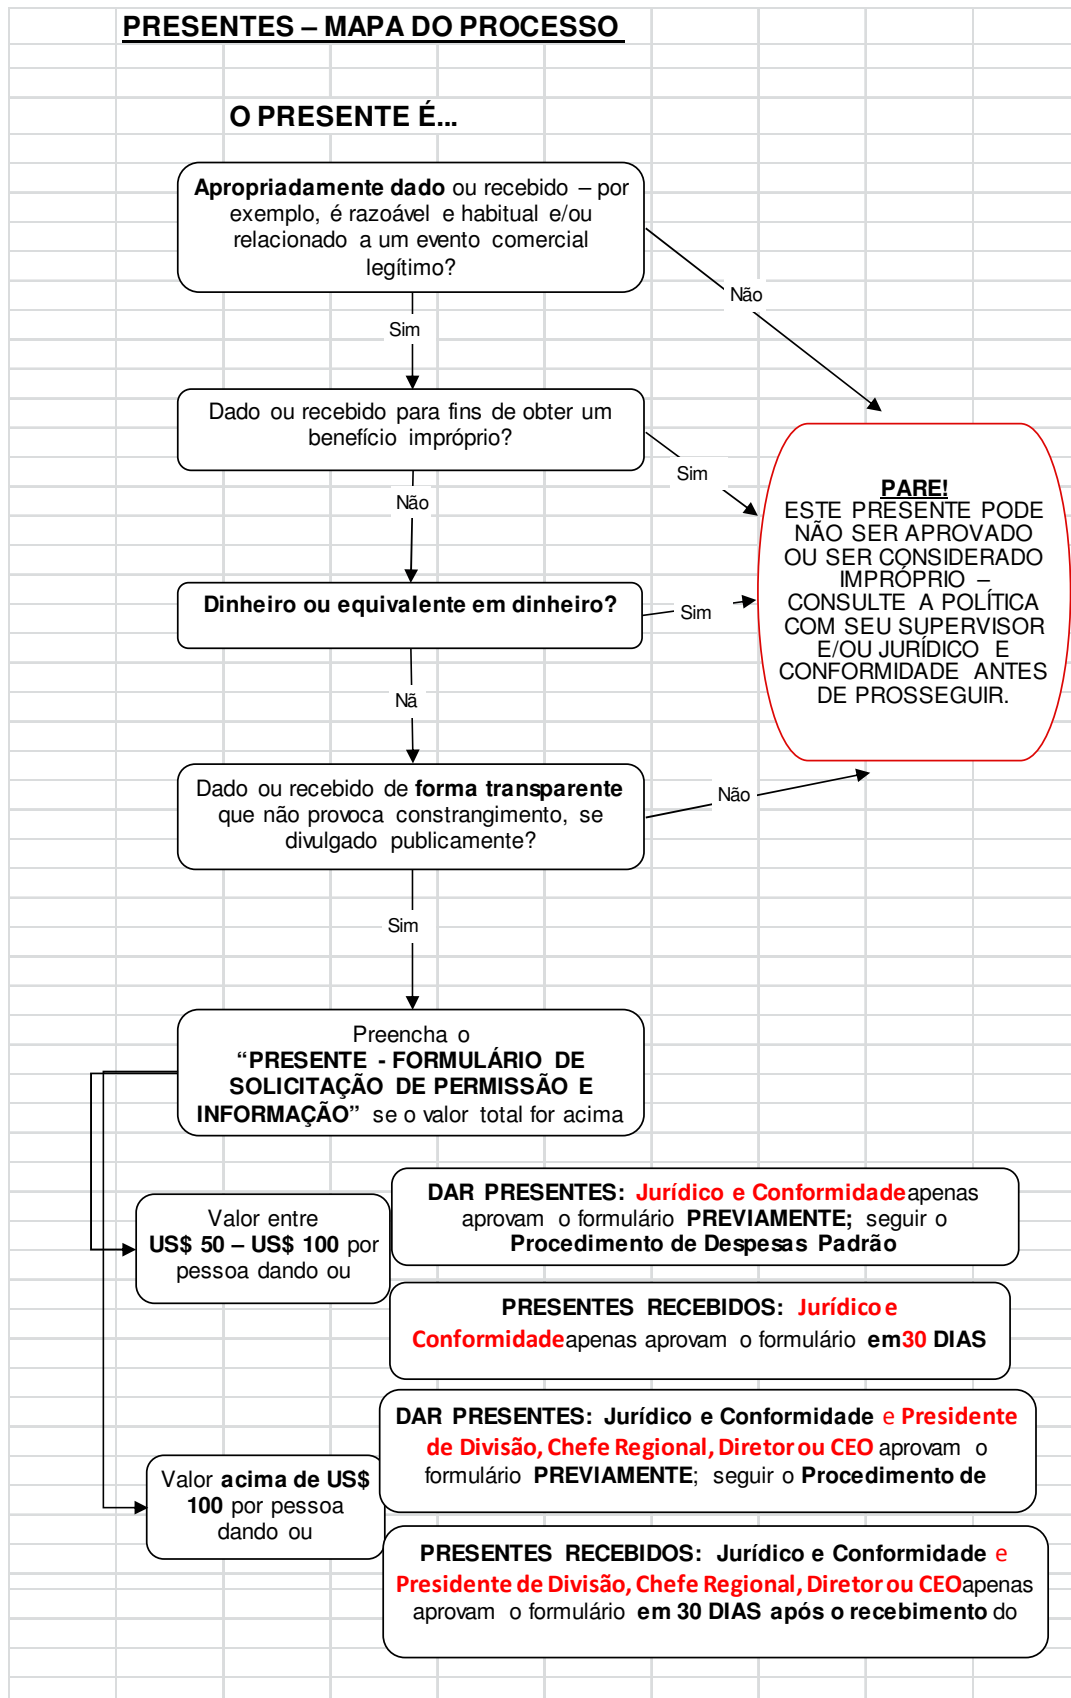 PRESENTES – MAPA DO PROCESSO
O PRESENTE É...
Apropriadamente dado ou recebido – por
exemplo, é razoável e habitual e/ou
relacionado a um evento comercial
legítimo?
Não
Sim
Dado ou recebido para fins de obter um
benefício impróprio?
Sim
Não
PARE!
ESTE PRESENTE PODE
NÃO SER APROVADO
OU SER CONSIDERADO
IMPRÓPRIO –
CONSULTE A POLÍTICA
COM SEU SUPERVISOR
E/OU JURÍDICO E
CONFORMIDADE ANTES
DE PROSSEGUIR.
Dinheiro ou equivalente em dinheiro?
Sim
Nã
Dado ou recebido de forma transparente
que não provoca constrangimento, se
divulgado publicamente?
Não
Sim
Preencha o
“PRESENTE - FORMULÁRIO DE
SOLICITAÇÃO DE PERMISSÃO E
INFORMAÇÃO” se o valor total for acima
Valor entre
US$ 50 – US$ 100 por
pessoa dando ou
DAR PRESENTES: Jurídico e Conformidade apenas
aprovam o formulário PREVIAMENTE; seguir o
Procedimento de Despesas Padrão
PRESENTES RECEBIDOS: Jurídico e
Conformidade apenas aprovam o formulário em 30 DIAS
Valor acima de US$
100 por pessoa
dando ou
DAR PRESENTES: Jurídico e Conformidade e Presidente
de Divisão, Chefe Regional, Diretor ou CEO aprovam o
formulário PREVIAMENTE; seguir o Procedimento de
PRESENTES RECEBIDOS: Jurídico e Conformidade e
Presidente de Divisão, Chefe Regional, Diretor ou CEO apenas
aprovam o formulário em 30 DIAS após o recebimento do